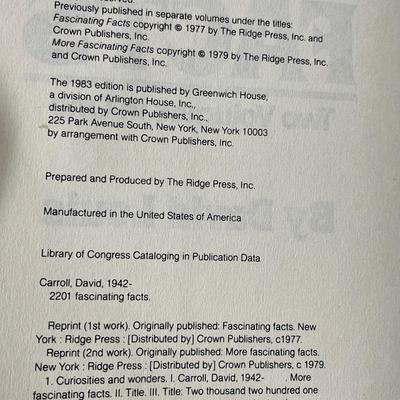 Previously published in separate volumes under the titles:
Fascinating Facts copyright © 1977 by The Ridge Press, Inc. and
Crown Publishers, Inc.
More Fascinating Facts copyright © 1979 by The Ridge Press, Inc.
and Crown Publishers, Inc.
The 1983 edition is published by Greenwich House,
a division of Arlington House, Inc.,
distributed by Crown Publishers, Inc.,
225 Park Avenue South, New York, New York 10003
by arrangement with Crown Publishers, Inc.
Prepared and Produced by The Ridge Press, Inc.
Manufactured in the United States of America
Library of Congress Cataloging in Publication Data
Carroll, David, 1942-
2201 fascinating facts.
Reprint (1st work). Originally published: Fascinating facts. New
York : Ridge Press : [Distributed by] Crown Publishers, c1977.
Reprint (2nd work). Originally published: More fascinating facts.
New York : Ridge Press : [Distributed by] Crown Publishers, c 1979.
1. Curiosities and wonders. I. Carroll, David, 1942- . More
fascinating facts. II. Title. III. Title: Two thousand two hundred one